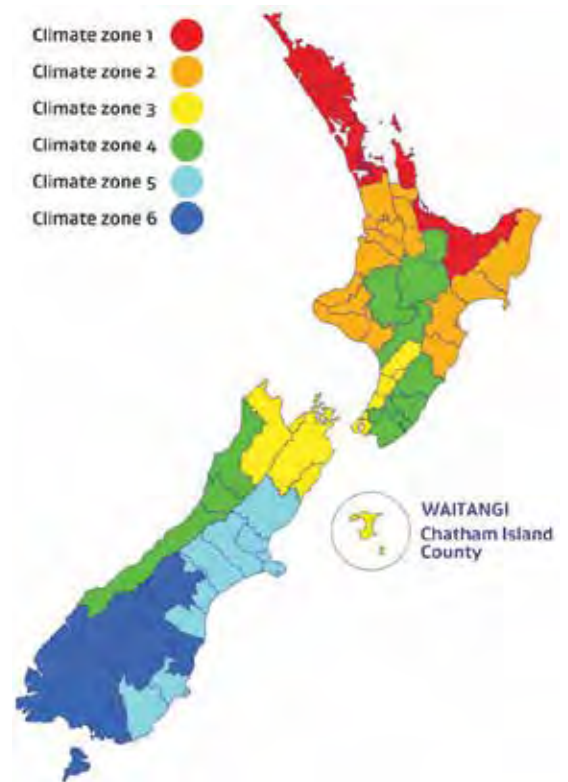 Climate zone 1
Climate zone 2
Climate zone 3
Climate zone 4
Climate zone 5
Climate zone 6
WAITANGI
Chatham Island
County